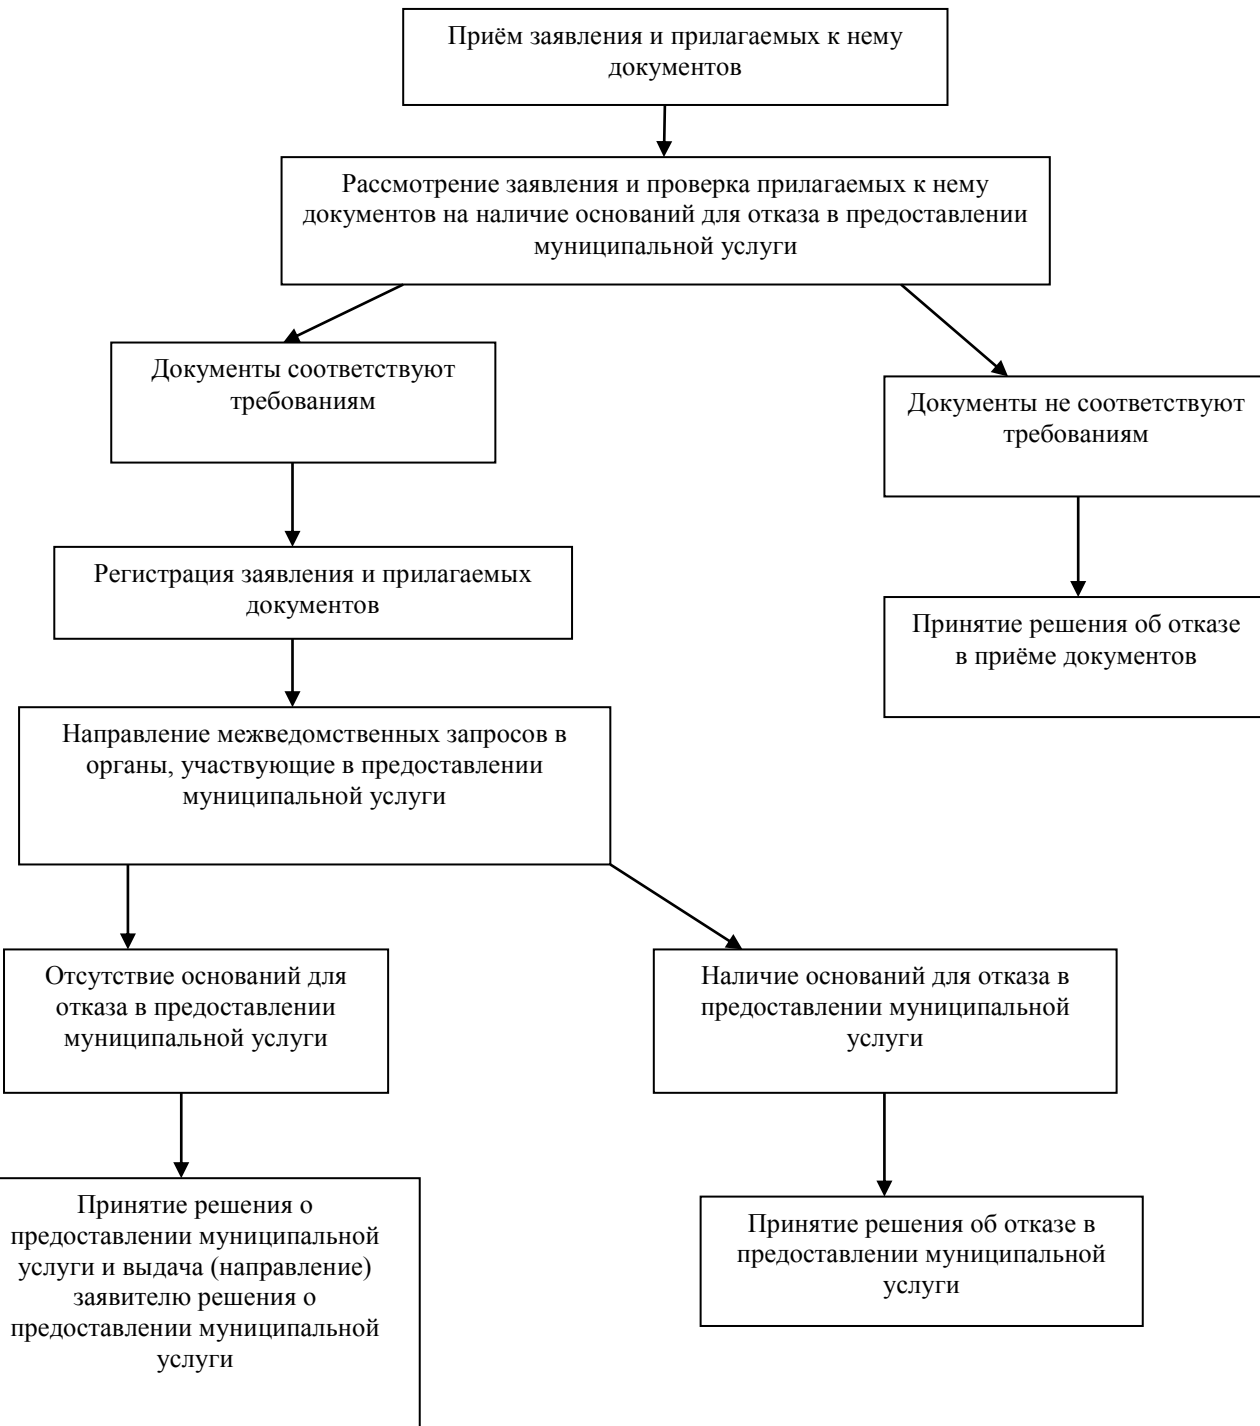 Приём заявления и прилагаемых к нему
документов
Рассмотрение заявления и проверка прилагаемых к нему
документов на наличие оснований для отказа в предоставлении
муниципальной услуги
Документы соответствуют
требованиям
Документы не соответствуют
требованиям
Регистрация заявления и прилагаемых
документов
Принятие решения об отказе
в приёме документов
Направление межведомственных запросов в
органы, участвующие в предоставлении
муниципальной услуги
Отсутствие оснований для
отказа в предоставлении
муниципальной услуги
Наличие оснований для отказа в
предоставлении муниципальной
услуги
Принятие решения о
предоставлении муниципальной
услуги и выдача (направление)
заявителю решения о
предоставлении муниципальной
услуги
Принятие решения об отказе в
предоставлении муниципальной
услуги